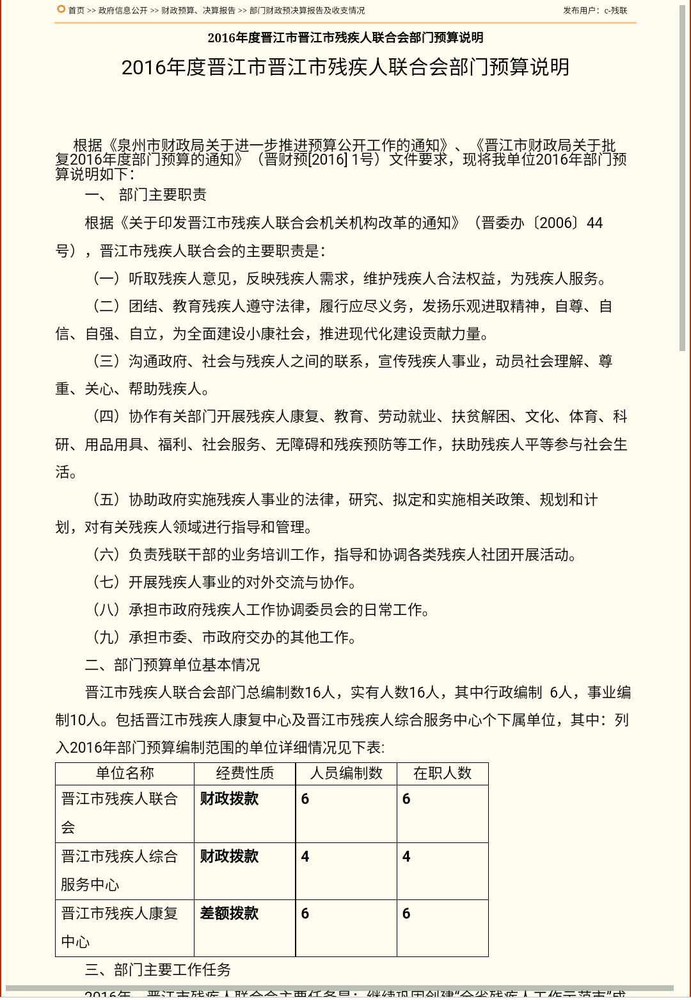 首页 >> 政府信息公开 >> 财政预算、决算报告 >> 部门财政预决算报告及收支情况
发布用户：c-残联
2016年度晋江市晋江市残疾人联合会部门预算说明
2016年度晋江市晋江市残疾人联合会部门预算说明
根据《泉州市财政局关于进一步推进预算公开工作的通知》、《晋江市财政局关于批
复2016年度部门预算的通知》（晋财预[2016] 1号）文件要求，现将我单位2016年部门预
算说明如下：
一、 部门主要职责
根据《关于印发晋江市残疾人联合会机关机构改革的通知》（晋委办〔2006〕44
号），晋江市残疾人联合会的主要职责是：
（一）听取残疾人意见，反映残疾人需求，维护残疾人合法权益，为残疾人服务。
（二）团结、教育残疾人遵守法律，履行应尽义务，发扬乐观进取精神，自尊、自
信、自强、自立，为全面建设小康社会，推进现代化建设贡献力量。
（三）沟通政府、社会与残疾人之间的联系，宣传残疾人事业，动员社会理解、尊
重、关心、帮助残疾人。
（四）协作有关部门开展残疾人康复、教育、劳动就业、扶贫解困、文化、体育、科
研、用品用具、福利、社会服务、无障碍和残疾预防等工作，扶助残疾人平等参与社会生
活。
（五）协助政府实施残疾人事业的法律，研究、拟定和实施相关政策、规划和计
划，对有关残疾人领域进行指导和管理。
（六）负责残联干部的业务培训工作，指导和协调各类残疾人社团开展活动。
（七）开展残疾人事业的对外交流与协作。
（八）承担市政府残疾人工作协调委员会的日常工作。
（九）承担市委、市政府交办的其他工作。
二、部门预算单位基本情况
晋江市残疾人联合会部门总编制数16人，实有人数16人，其中行政编制 6人，事业编
制10人。包括晋江市残疾人康复中心及晋江市残疾人综合服务中心个下属单位，其中：列
入2016年部门预算编制范围的单位详细情况见下表:
单位名称 经费性质 人员编制数 在职人数
晋江市残疾人联合 财政拨款 6 6
会
晋江市残疾人综合 财政拨款 4 4
服务中心
晋江市残疾人康复 差额拨款 6 6
中心
三、部门主要工作任务
2016年，晋江市残疾人联合会主要任务是：继续巩固创建“全省残疾人工作示范市”成